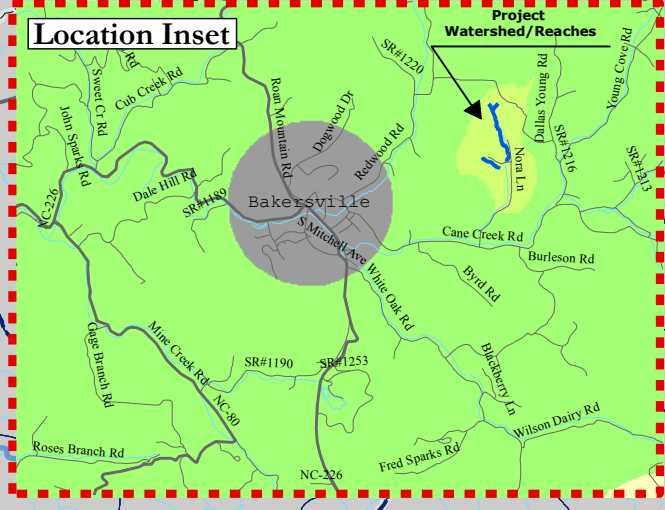 Location Inset
Project
Watershed/Reaches
Rd
Sweet Cr Rd
Cub Creek Rd
John Sparks Rd
Roan Mountain Rd
Dogwood Dr
Redwood Rd
SR#1220
Dallas Young Rd
Young Cove Rd
SR#1216
SR#1213
Nora Ln
NC-226
Dale Hill Rd
SR#1189
Bakersville
S Mitchell Ave
Cane Creek Rd
Burleson Rd
White Oak Rd
Byrd Rd
Gage Branch Rd
Mine Creek Rd
SR#1190
SR#1253
Blackberry Ln
NC-80
Wilson Dairy Rd
Roses Branch Rd
Fred Sparks Rd
NC-226